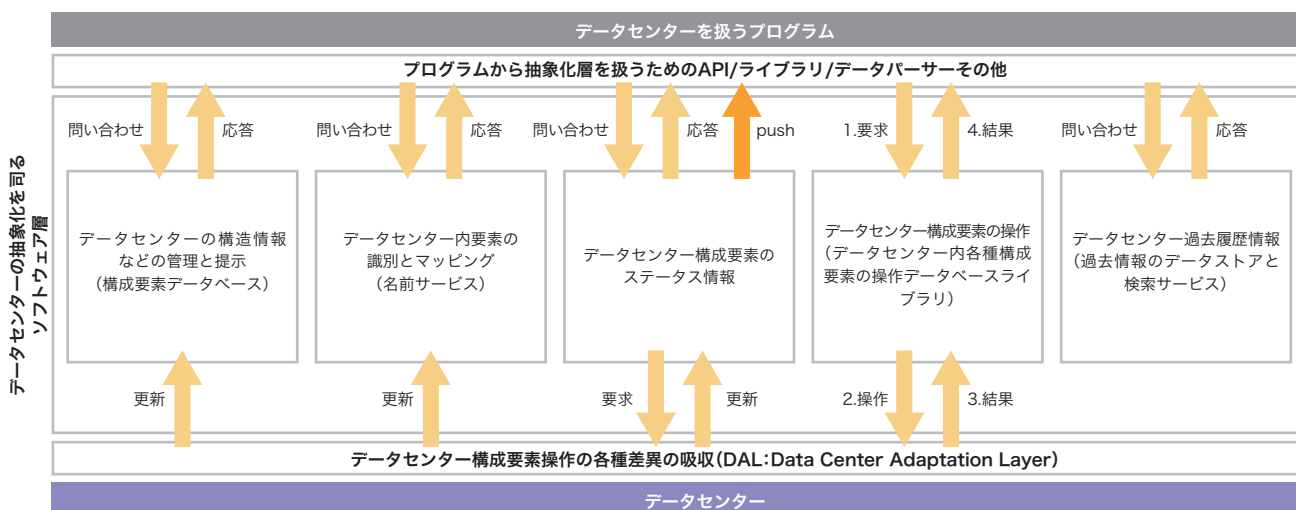 データセンターを扱うプログラム
プログラムから抽象化層を扱うためのAPI/ライブラリ/データパーサーその他
データセンターの抽象化を司る
ソフトウェア層
問い合わせ
応答
問い合わせ
応答
問い合わせ
応答
push
1.要求
4.結果
問い合わせ
応答
データセンターの構造情報
などの管理と提示
（構成要素データベース）
データセンター内要素の
識別とマッピング
（名前サービス）
データセンター構成要素の
ステータス情報
データセンター構成要素の操作
（データセンター内各種構成
要素の操作データベースライ
ブラリ）
データセンター過去履歴情報
（過去情報のデータストアと
検索サービス）
更新
更新
要求
更新
2.操作
3.結果
データセンター構成要素操作の各種差異の吸収（DAL：Data Center Adaptation Layer）
データセンター